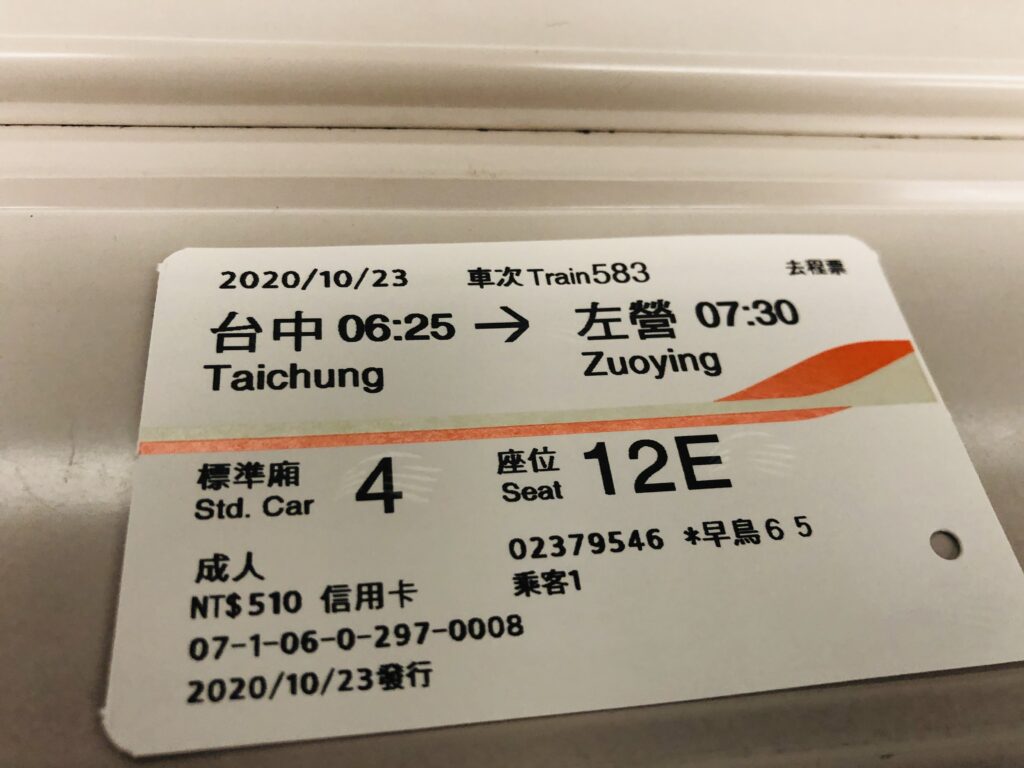 2020/10/23 車次Train583 去程票
台中 06:25 → 左營 07:30
Taichung Zuoying
標準廂 4 座位 12E
Std. Car Seat
成人 02379546 *早鳥65
NT$510 信用卡 乘客1
07-1-06-0-297-0008
2020/10/23發行